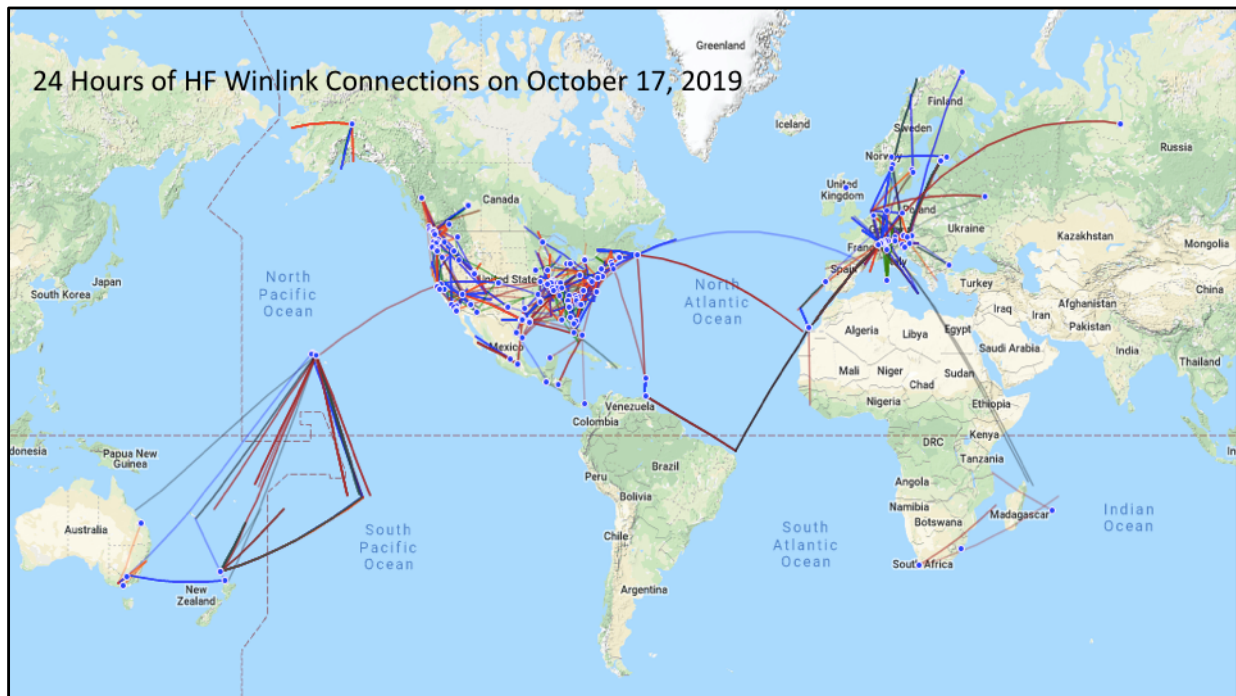 24 Hours of HF Winlink Connections on October 17, 2019
Greenland
Iceland
Finland
Sweden
Norway
Russia
United
Kingdom
Canada
Poland
Ukraine
Kazakhstan
Mongolia
France
Italy
Spain
Turkey
United State
Japan
South Korea
North
Pacific
Ocean
North
Atlantic
Ocean
China
Afghanistan
Iraq
Iran
Pakistan
Algeria
Libya
Egypt
Saudi Arabia
India
Thailand
Mexico
Mali
Niger
Sudan
Chad
Nigeria
Ethiopia
Venezuela
Colombia
DRC
Kenya
ndonesia
Papua New
Guinea
Tanzania
In
Brazil
Peru
Angola
Bolivia
Namibia
Botswana
Madagascar
Indian
Ocean
Australia
South
Pacific
Ocean
Chile
South
Atlantic
Ocean
South Africa
New
Zealand
Argentina